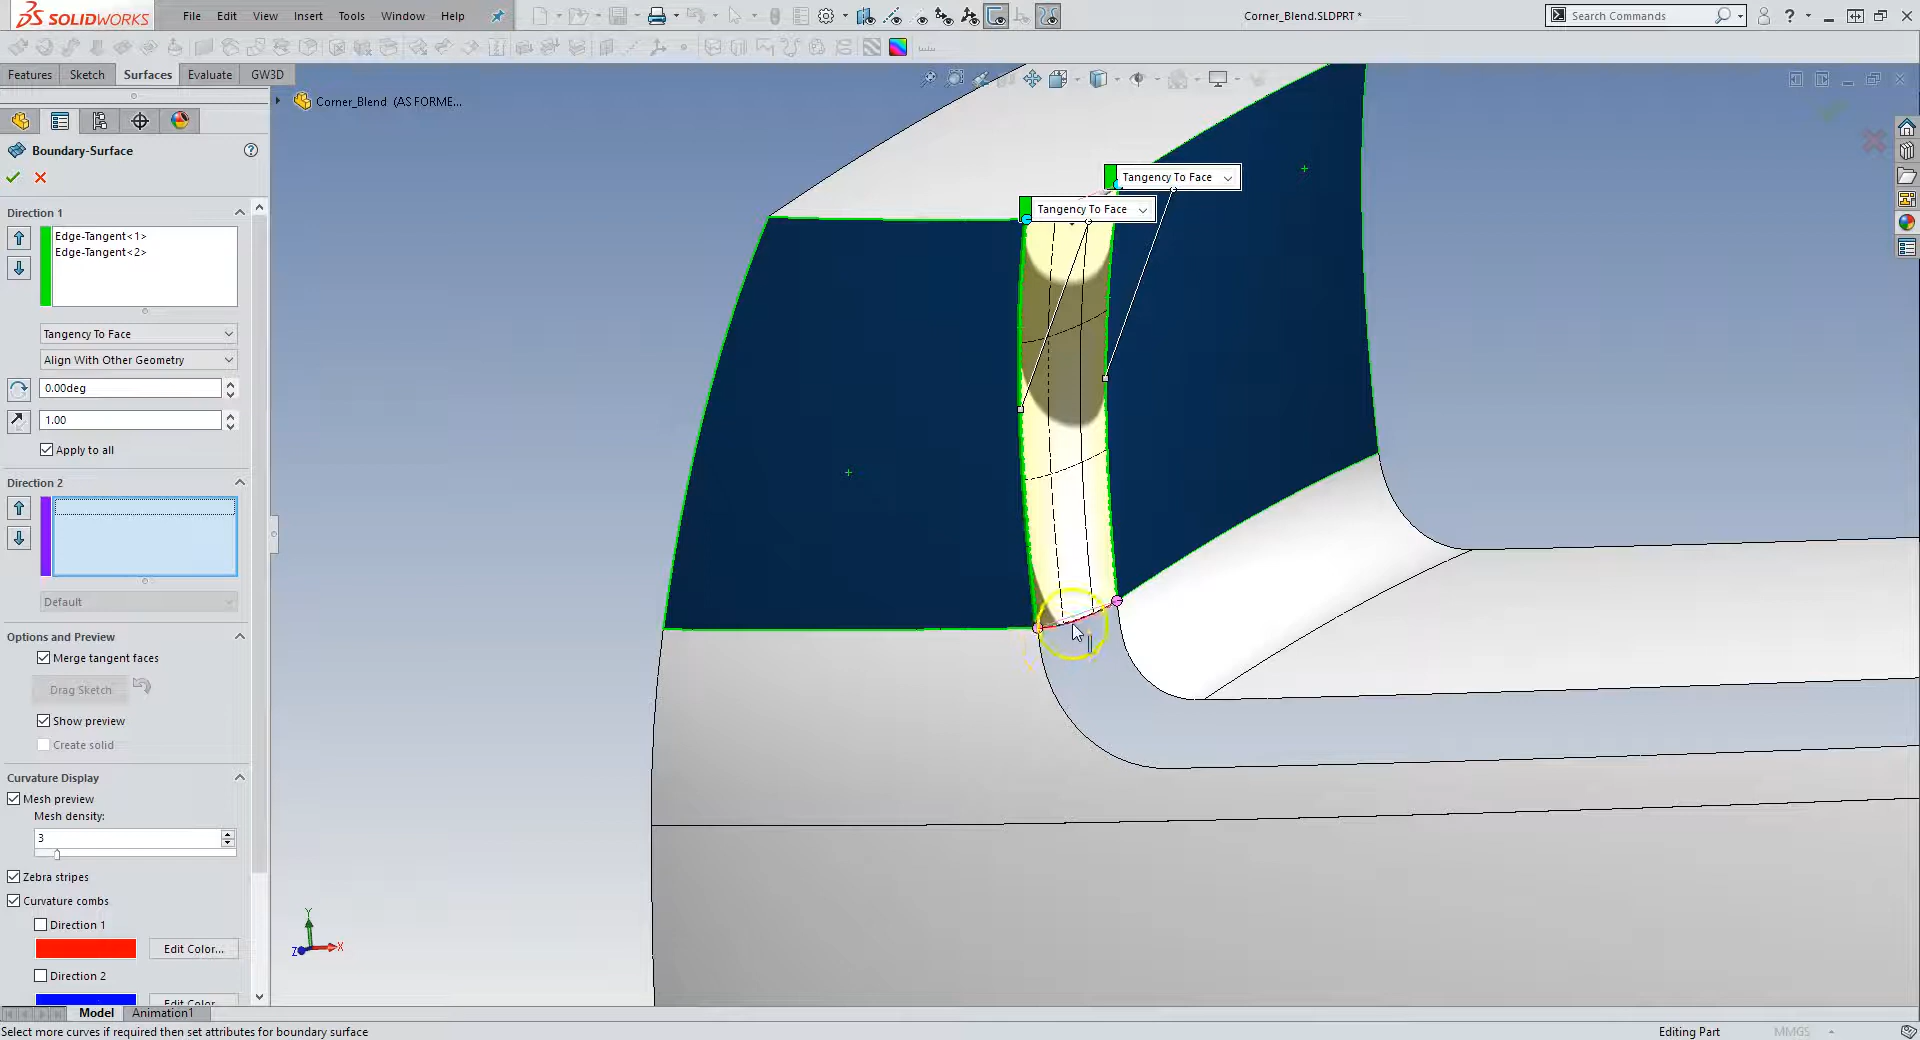 SOLIDWORKS
File Edit View Insert Tools Window Help
Corner_Blend.SLDPRT *
Search Commands
Features Sketch Surfaces Evaluate GW3D
Corner_Blend (AS FORME...
Boundary-Surface
Direction 1
Edge-Tangent<1>
Edge-Tangent<2>
Tangency To Face
Align With Other Geometry
0.00deg
1.00
Apply to all
Direction 2
Default
Options and Preview
Merge tangent faces
Drag Sketch
Show preview
Create solid
Curvature Display
Mesh preview
Mesh density:
3
Zebra stripes
Curvature combs
Direction 1
Edit Color...
Direction 2
Edit Color...
Tangency To Face
Tangency To Face
Y
Z X
Model Animation1
Select more curves if required then set attributes for boundary surface
Editing Part MMGS